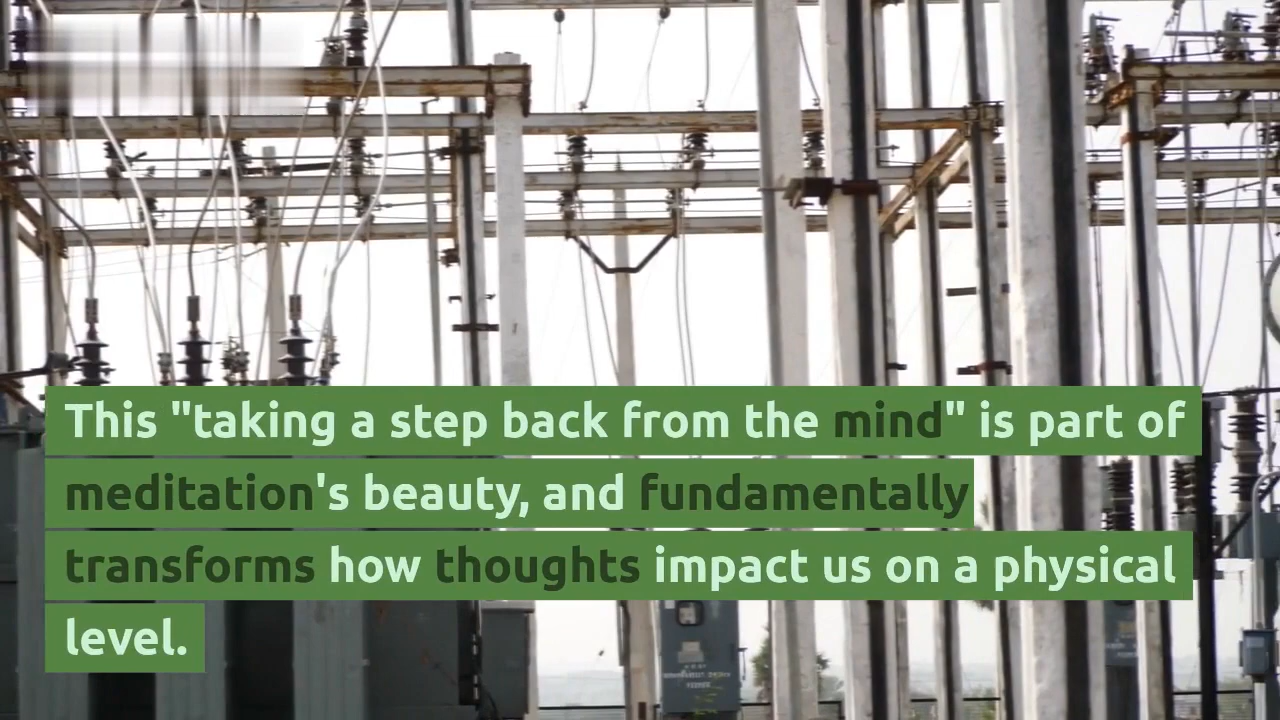 This "taking a step back from the mind" is part of
meditation's beauty, and fundamentally
transforms how thoughts impact us on a physical
level.